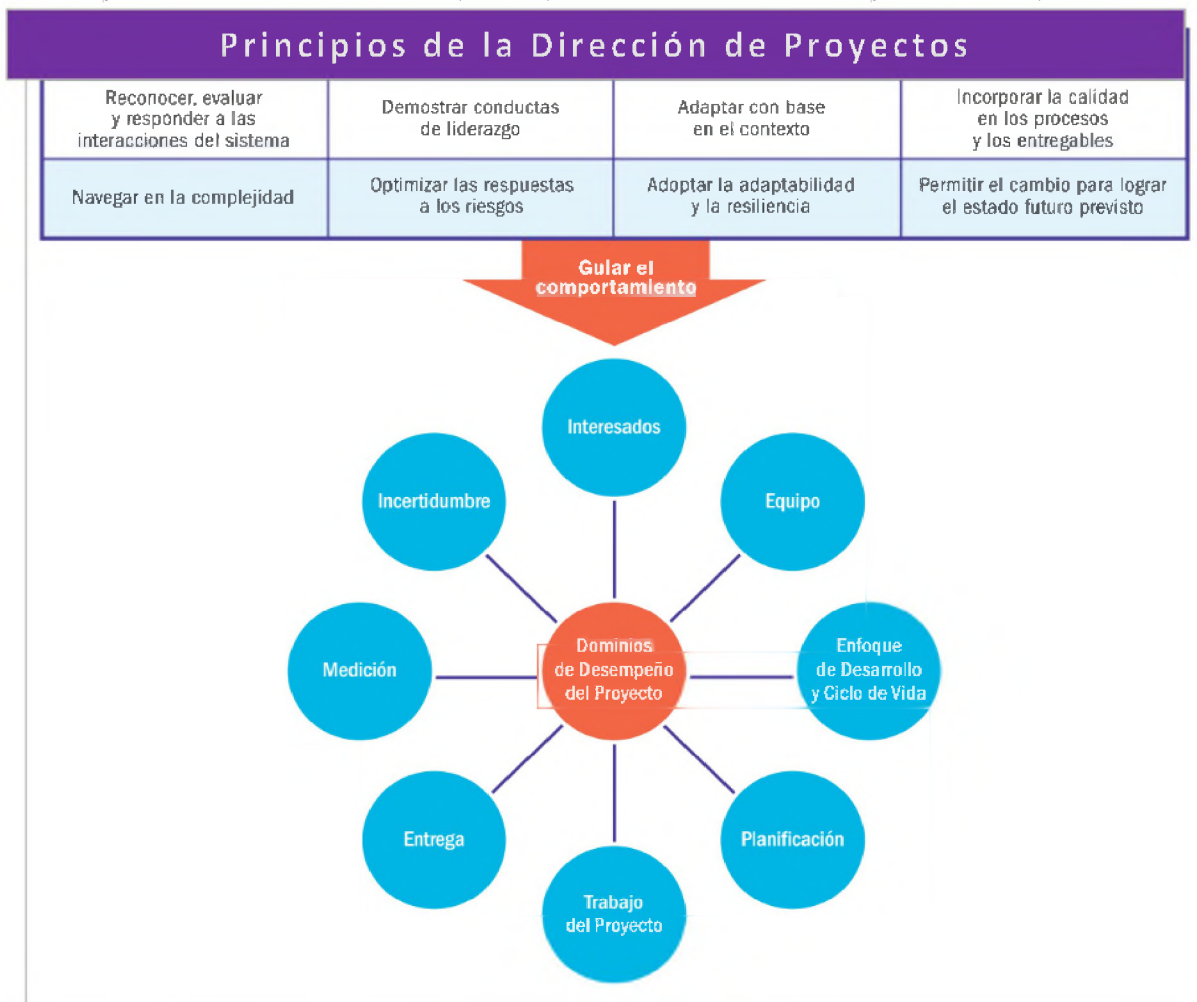 Principios de la Dirección de Proyectos
Reconocer, evaluar
y responder a las
interacciones del sistema
Demostrar conductas
de liderazgo
Adaptar con base
en el contexto
Incorporar la calidad
en los procesos
y los entregables
Navegar en la complejidad
Optimizar las respuestas
a los riesgos
Adoptar la adaptabilidad
y la resiliencia
Permitir el cambio para lograr
el estado futuro previsto
Guiar el
comportamiento
Interesados
Incertidumbre
Equipo
Medición
Dominios
de Desempeño
del Proyecto
Enfoque
de Desarrollo
y Ciclo de Vida
Entrega
Planificación
Trabajo
del Proyecto